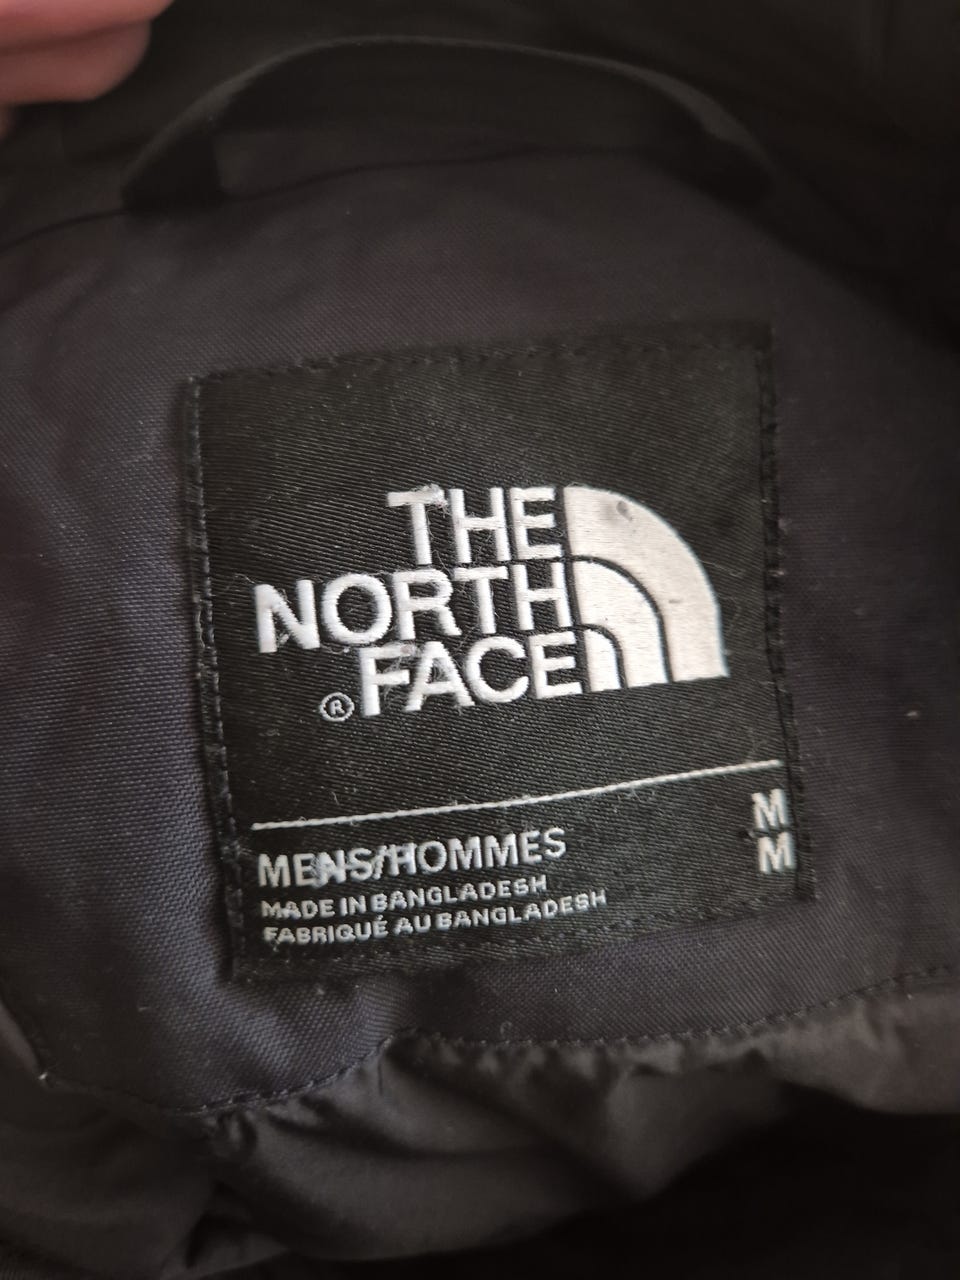 THE
NORTH
FACE
®
M
M
MENS/HOMMES
MADE IN BANGLADESH
FABRIQUÉ AU BANGLADESH